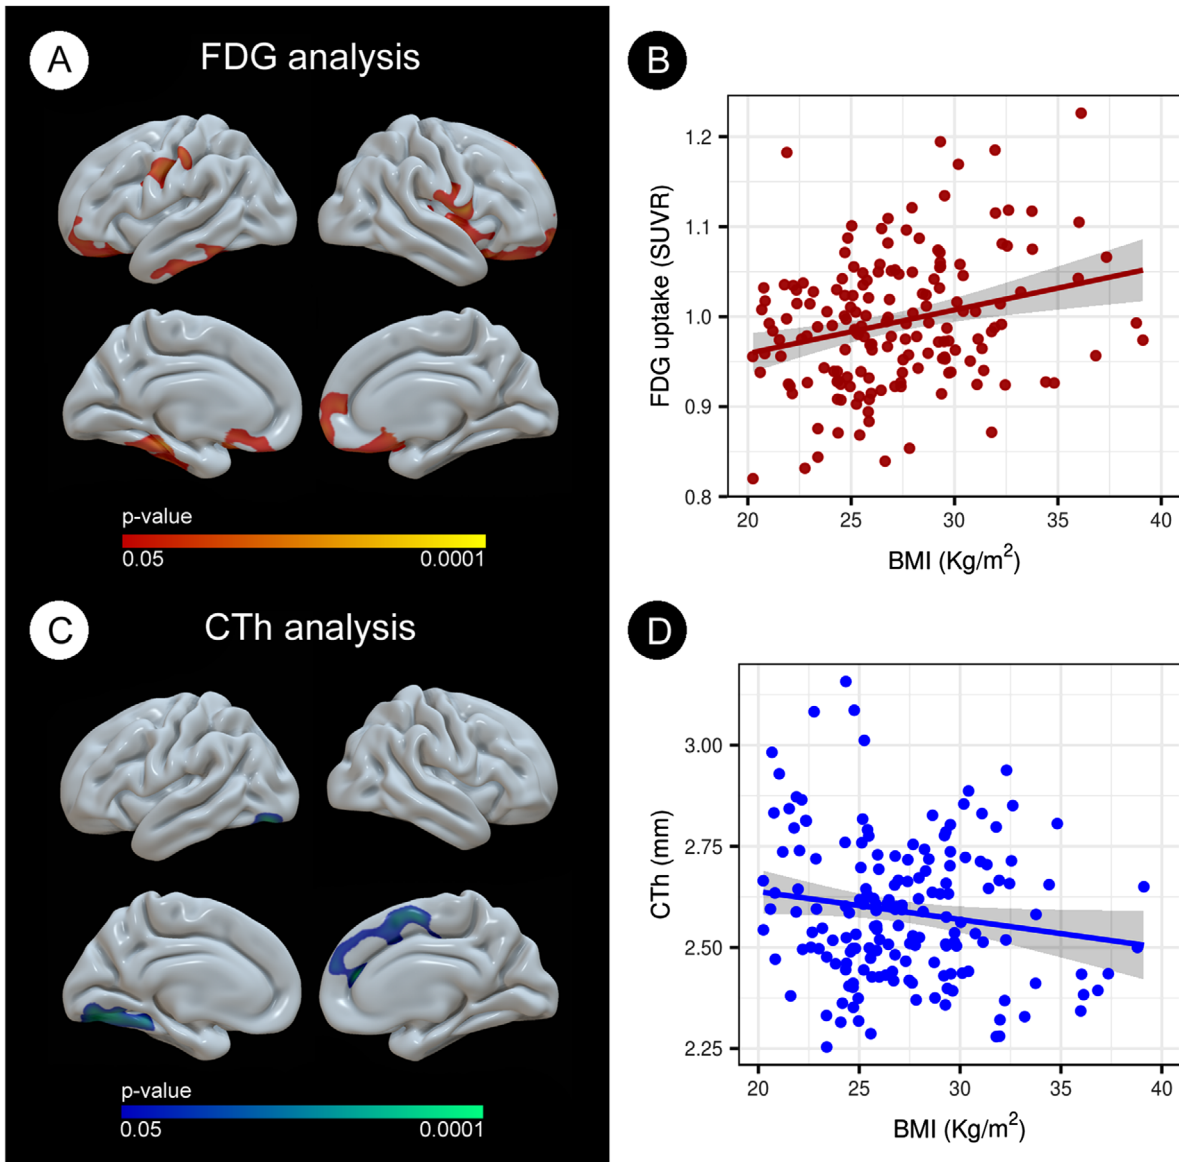 A
FDG analysis
p-value
0.05 0.0001
B
FDG uptake (SUVR)
1.2
1.1
1.0
0.9
0.8
20 25 30 35 40
BMI (Kg/m²)
C
CTh analysis
p-value
0.05 0.0001
D
CTh (mm)
3.00
2.75
2.50
2.25
20 25 30 35 40
BMI (Kg/m²)